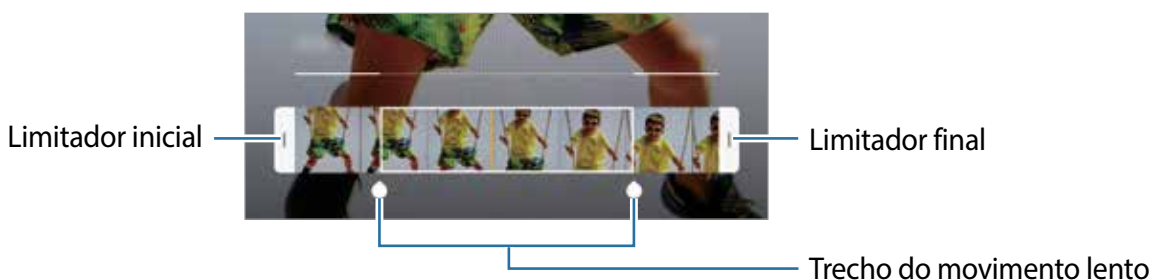 Limitador inicial
Limitador final
Trecho do movimento lento